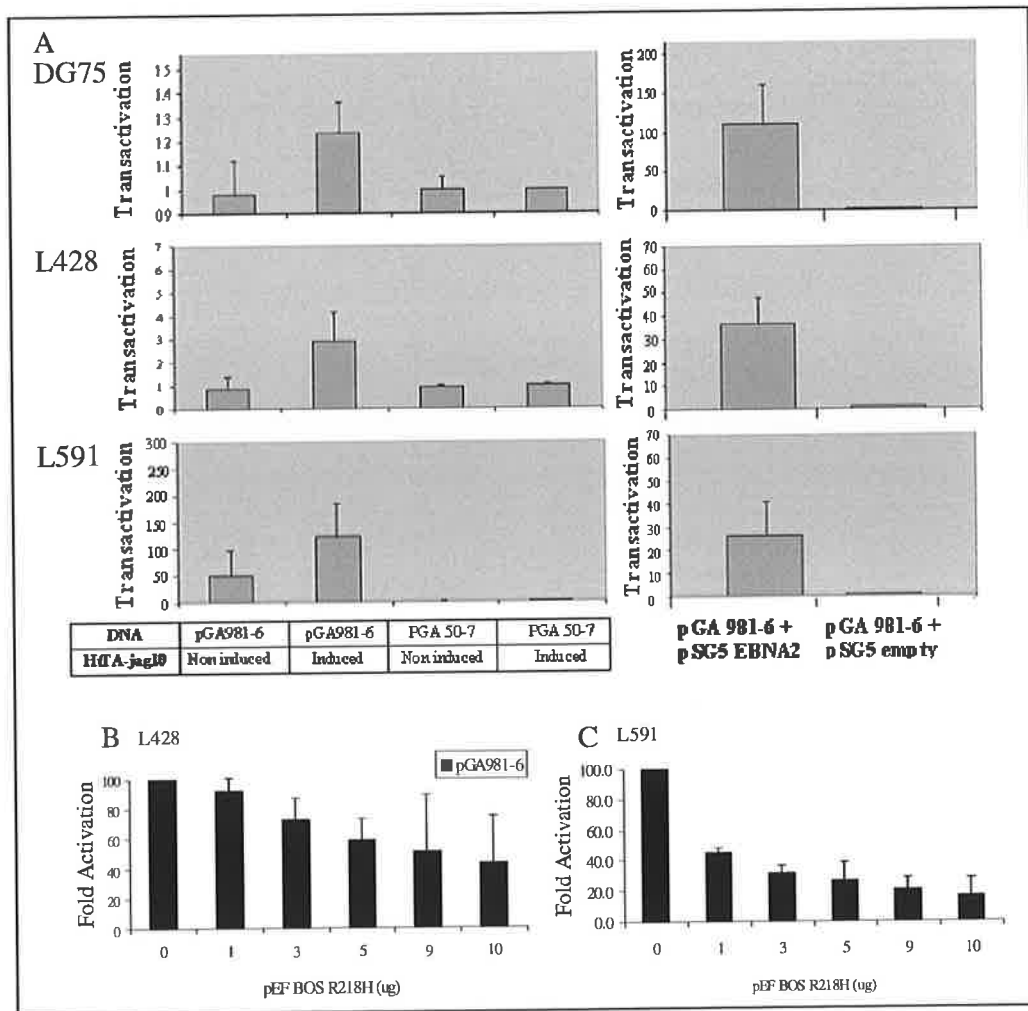 A
DG75
Transactivation
1.5
1.4
1.3
1.2
1.1
1
0.9
Transactivation
200
150
100
50
0
L428
Transactivation
7
6
5
4
3
2
1
0
Transactivation
70
60
50
40
30
20
10
0
L591
Transactivation
300
250
200
150
100
50
0
Transactivation
70
60
50
40
30
20
10
0
DNA pGA981-6 pGA981-6 PGA 50-7 PGA 50-7
Non induced Induced Non induced Induced
pGA 981-6 + pSG5 EBNA2
pGA 981-6 + pSG5 empty
B L428
pGA981-6
Fold Activation
100
80
60
40
20
0
0 1 3 5 9 10
pEF BOS R218H (ug)
C L591
Fold Activation
100.0
80.0
60.0
40.0
20.0
0.0
0 1 3 5 9 10
pEF BOS R218H (ug)